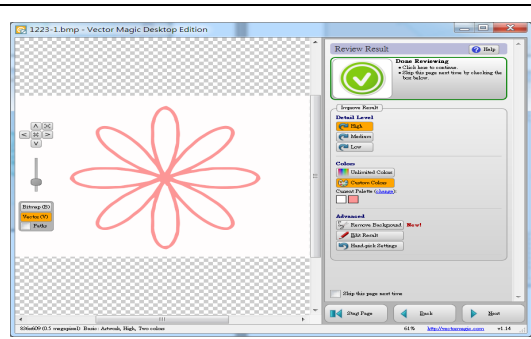 1223-1.bmp - Vector Magic Desktop Edition
Review Result
Help
Done Reviewing
• Click here to continue.
• Skip this page next time by checking the
box below.
Improve Result
Detail Level
High
Medium
Low
Colors
Unlimited Colors
Custom Colors
Current Palette (change):
Advanced
Remove Background New!
Edit Result
Hand-pick Settings
Bitmap (B)
Vector (V)
Paths
Skip this page next time
Start Page
Back
Next
Basic: Artwork, High, Two colors
61%
http://vectormagic.com
v1.14